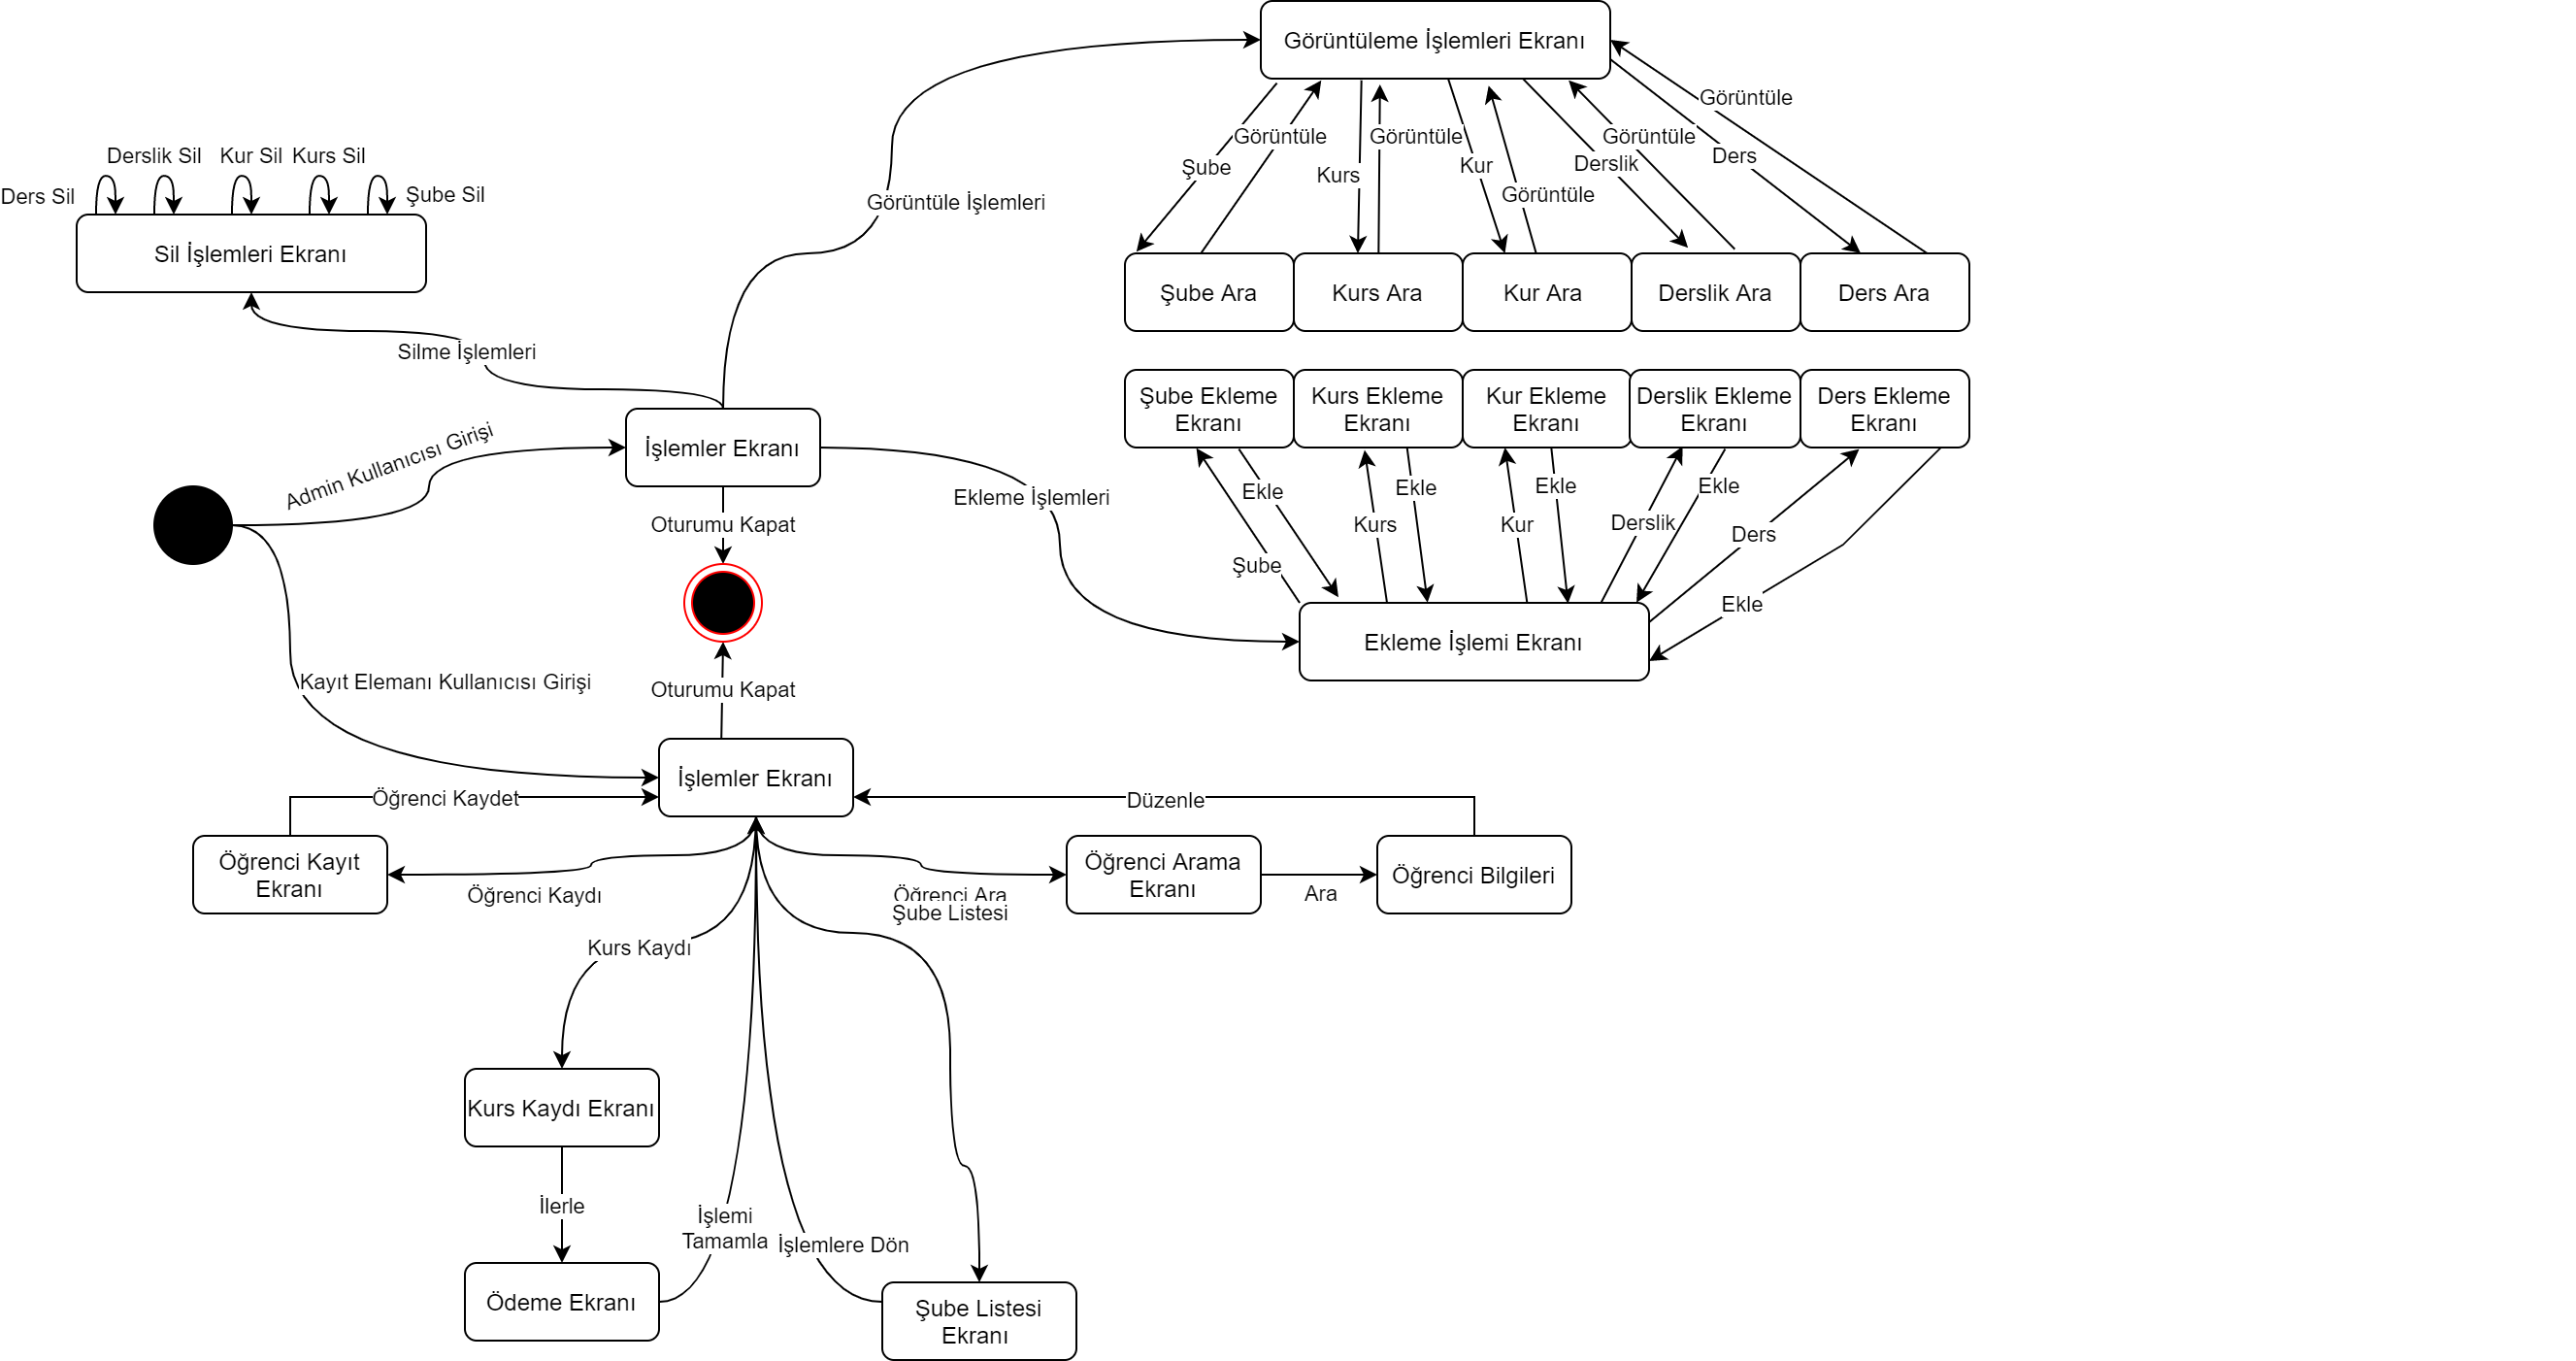 Görüntüleme İşlemleri Ekranı
Görüntüle
Görüntüle
Görüntüle
Görüntüle
Derslik Sil
Kur Sil
Kurs Sil
Şube
Kurs
Kur
Derslik
Ders
Ders Sil
Şube Sil
Görüntüle
Görüntüle İşlemleri
Sil İşlemleri Ekranı
Şube Ara
Kurs Ara
Kur Ara
Derslik Ara
Ders Ara
Silme İşlemleri
Şube Ekleme
Ekranı
Kurs Ekleme
Ekranı
Kur Ekleme
Ekranı
Derslik Ekleme
Ekranı
Ders Ekleme
Ekranı
İşlemler Ekranı
Admin Kullanıcısı Girişi
Ekleme İşlemleri
Ekle
Ekle
Ekle
Ekle
Oturumu Kapat
Kurs
Kur
Derslik
Ders
Şube
Ekle
Ekleme İşlemi Ekranı
Kayıt Elemanı Kullanıcısı Girişi
Oturumu Kapat
İşlemler Ekranı
Öğrenci Kaydet
Düzenle
Öğrenci Kayıt
Ekranı
Öğrenci Arama
Ekranı
Öğrenci Bilgileri
Öğrenci Kaydı
Öğrenci Ara
Ara
Şube Listesi
Kurs Kaydı
Kurs Kaydı Ekranı
İlerle
İşlemi
Tamamla
İşlemlere Dön
Ödeme Ekranı
Şube Listesi
Ekranı